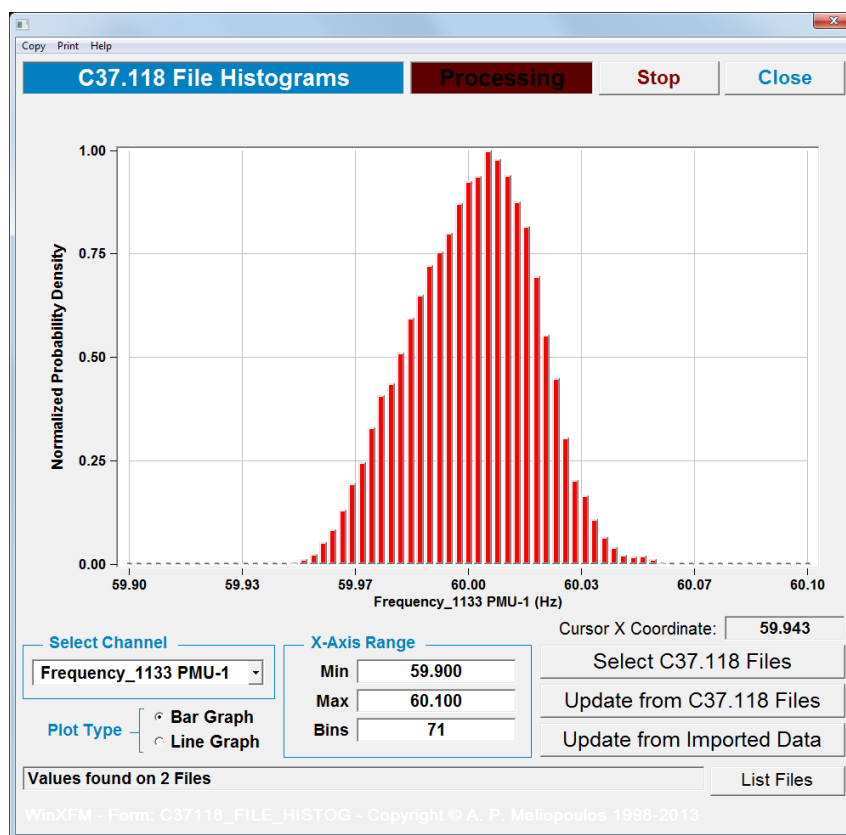 x
Copy Print Help
C37.118 File Histograms Processing Stop Close
1.00
0.75
0.50
0.25
0.00
Normalized Probability Density
59.90 59.93 59.97 60.00 60.03 60.07 60.10
Frequency_1133 PMU-1 (Hz)
Cursor X Coordinate: 59.943
Select Channel
Frequency_1133 PMU-1
Plot Type
Bar Graph
Line Graph
X-Axis Range
Min 59.900
Max 60.100
Bins 71
Select C37.118 Files
Update from C37.118 Files
Update from Imported Data
Values found on 2 Files
List Files
WinXFM - Form: C37118_FILE_HISTOG - Copyright © A. P. Meliopoulos 1998-2013